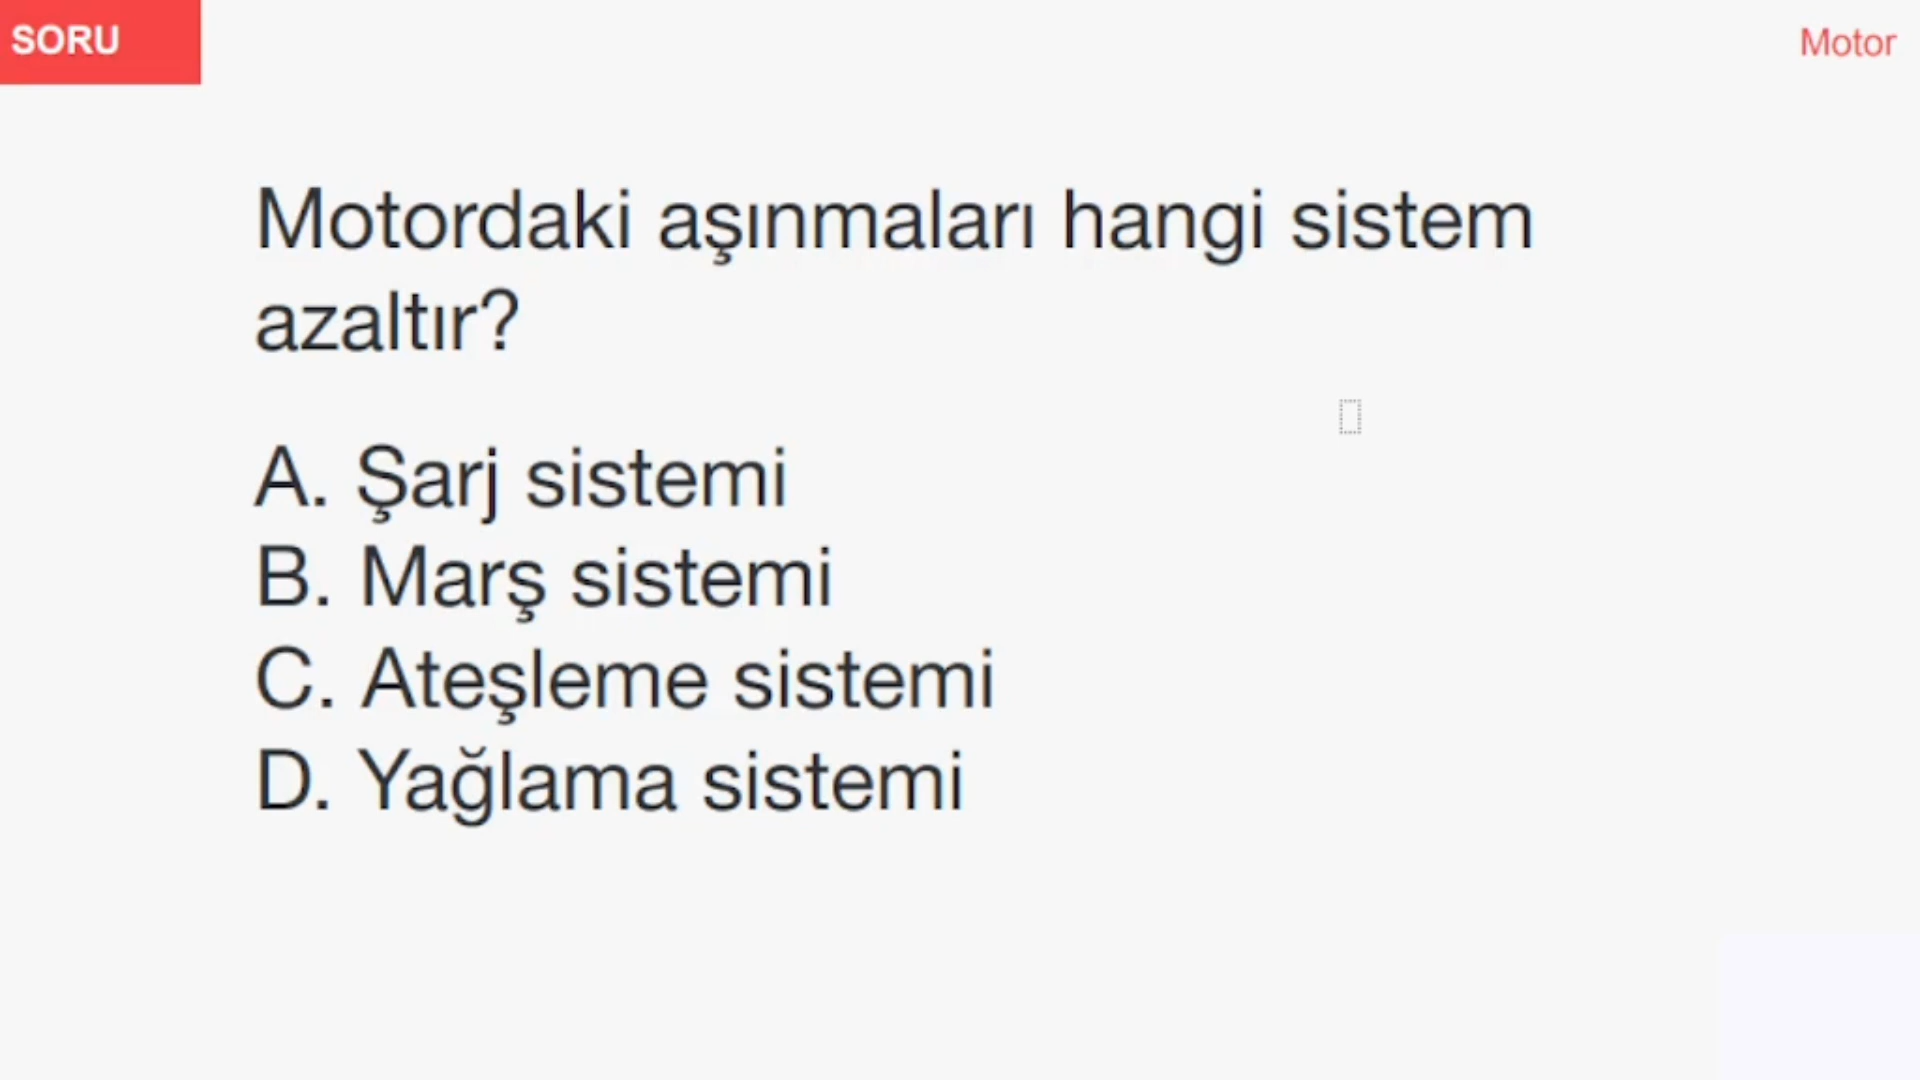 SORU
Motor
Motordaki aşınmaları hangi sistem
azaltır?
A. Şarj sistemi
B. Marş sistemi
C. Ateşleme sistemi
D. Yağlama sistemi